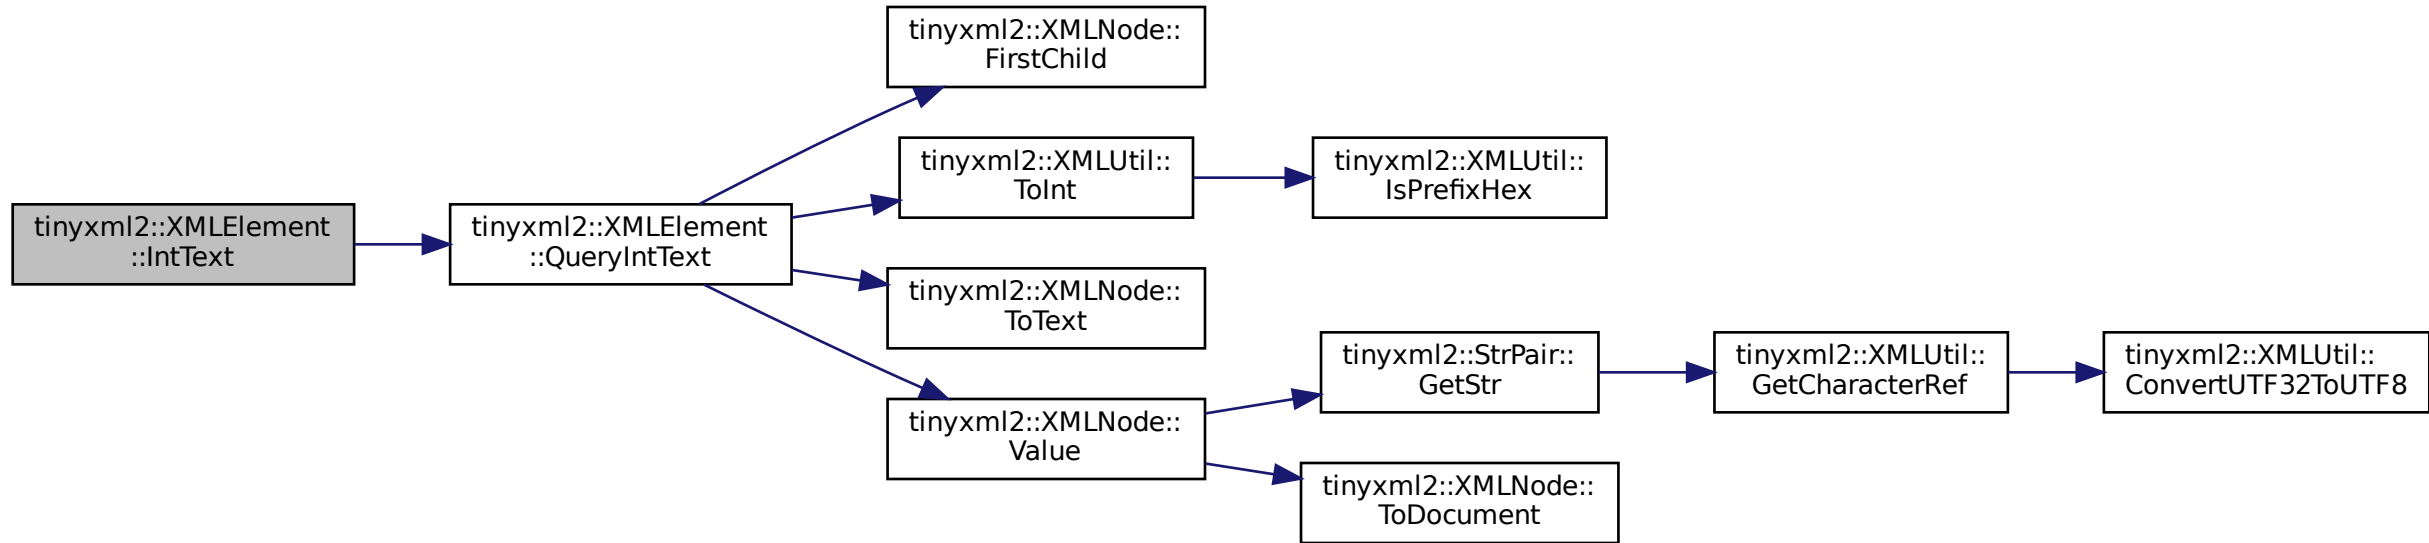 tinyxml2::XMLElement
::IntText
tinyxml2::XMLElement
::QueryIntText
tinyxml2::XMLNode::
FirstChild
tinyxml2::XMLUtil::
ToInt
tinyxml2::XMLUtil::
IsPrefixHex
tinyxml2::XMLNode::
ToText
tinyxml2::XMLNode::
Value
tinyxml2::StrPair::
GetStr
tinyxml2::XMLUtil::
GetCharacterRef
tinyxml2::XMLUtil::
ConvertUTF32ToUTF8
tinyxml2::XMLNode::
ToDocument